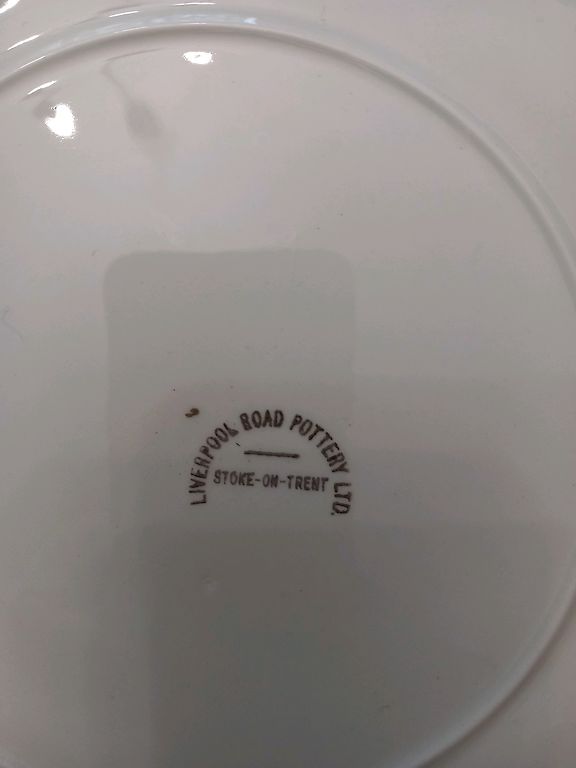 LIVERPOOL ROAD POTTERY LTD.
STOKE-ON-TRENT